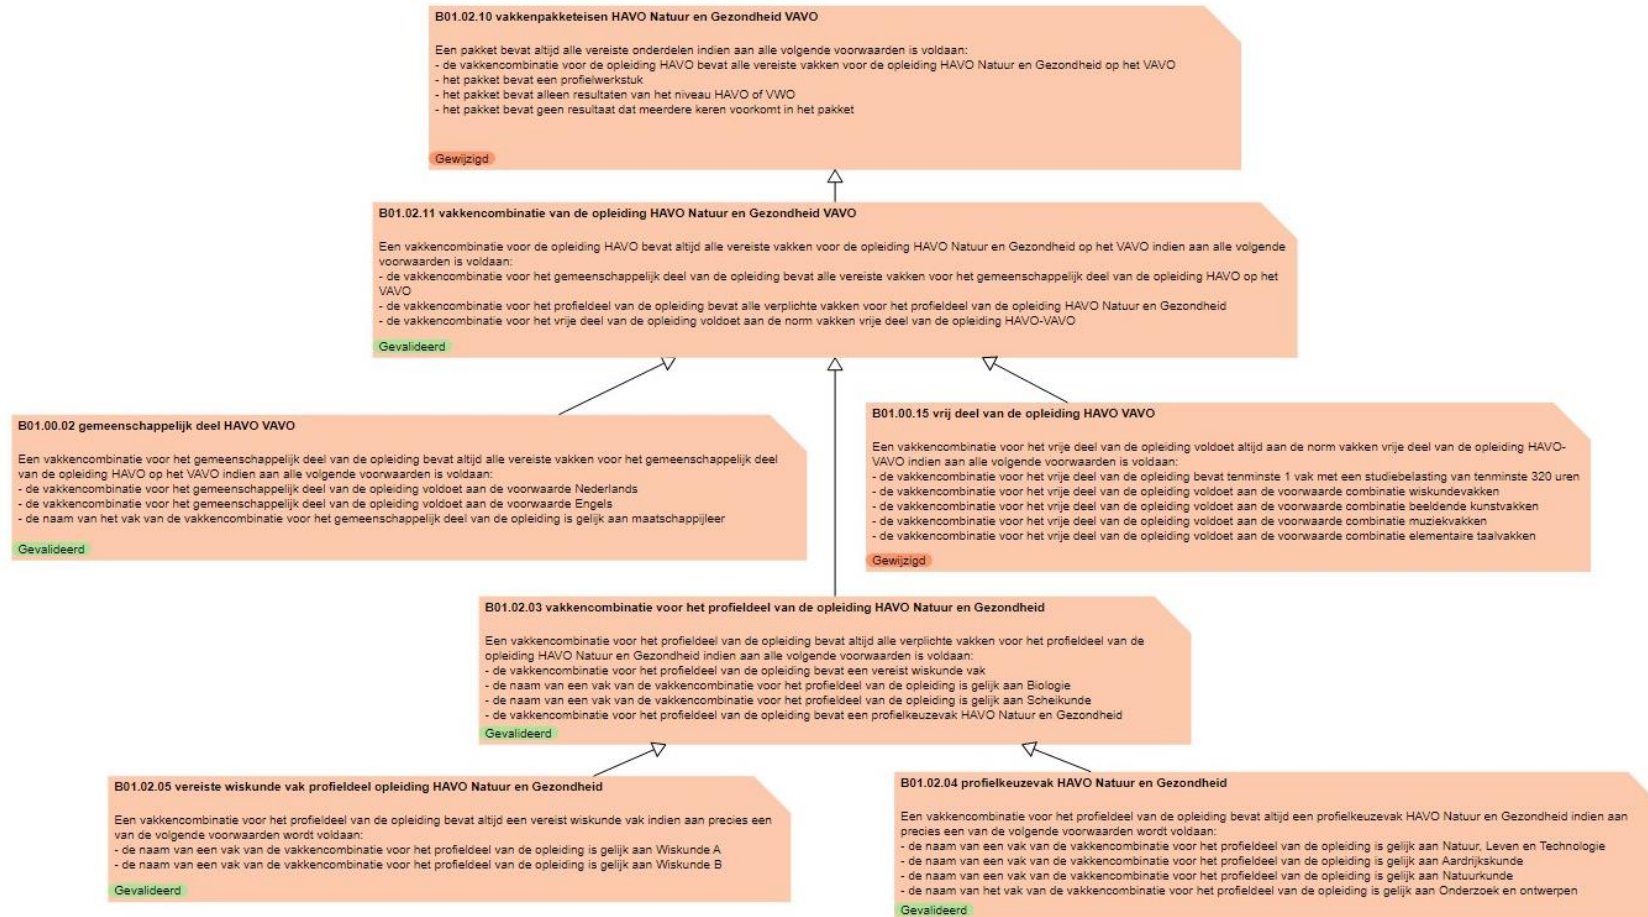 B01.02.10 vakkenpakketeisen HAVO Natuur en Gezondheid VAVO
Een pakket bevat altijd alle vereiste onderdelen indien aan alle volgende voorwaarden is voldaan:
- de vakkencombinatie voor de opleiding HAVO bevat alle vereiste vakken voor de opleiding HAVO Natuur en Gezondheid op het VAVO
- het pakket bevat een profielwerkstuk
- het pakket bevat alleen resultaten van het niveau HAVO of VWO
- het pakket bevat geen resultaat dat meerdere keren voorkomt in het pakket
Gewijzigd
B01.02.11 vakkencombinatie van de opleiding HAVO Natuur en Gezondheid VAVO
Een vakkencombinatie voor de opleiding HAVO bevat altijd alle vereiste vakken voor de opleiding HAVO Natuur en Gezondheid op het VAVO indien aan alle volgende
voorwaarden is voldaan:
- de vakkencombinatie voor het gemeenschappelijk deel van de opleiding bevat alle vereiste vakken voor het gemeenschappelijk deel van de opleiding HAVO op het
VAVO
- de vakkencombinatie voor het profieldeel van de opleiding bevat alle verplichte vakken voor het profieldeel van de opleiding HAVO Natuur en Gezondheid
- de vakkencombinatie voor het vrije deel van de opleiding voldoet aan de norm vakken vrije deel van de opleiding HAVO-VAVO
Gevalideerd
B01.00.02 gemeenschappelijk deel HAVO VAVO
Een vakkencombinatie voor het gemeenschappelijk deel van de opleiding bevat altijd alle vereiste vakken voor het gemeenschappelijk deel
van de opleiding HAVO op het VAVO indien aan alle volgende voorwaarden is voldaan:
- de vakkencombinatie voor het gemeenschappelijk deel van de opleiding voldoet aan de voorwaarde Nederlands
- de vakkencombinatie voor het gemeenschappelijk deel van de opleiding voldoet aan de voorwaarde Engels
- de naam van het vak van de vakkencombinatie voor het gemeenschappelijk deel van de opleiding is gelijk aan maatschappijleer
Gevalideerd
B01.00.15 vrij deel van de opleiding HAVO VAVO
Een vakkencombinatie voor het vrije deel van de opleiding voldoet altijd aan de norm vakken vrije deel van de opleiding HAVO-
VAVO indien aan alle volgende voorwaarden is voldaan:
- de vakkencombinatie voor het vrije deel van de opleiding bevat tenminste 1 vak met een studiebelasting van tenminste 320 uren
- de vakkencombinatie voor het vrije deel van de opleiding voldoet aan de voorwaarde combinatie wiskundevakken
- de vakkencombinatie voor het vrije deel van de opleiding voldoet aan de voorwaarde combinatie beeldende kunstvakken
- de vakkencombinatie voor het vrije deel van de opleiding voldoet aan de voorwaarde combinatie muziekvakken
- de vakkencombinatie voor het vrije deel van de opleiding voldoet aan de voorwaarde combinatie elementaire taalvakken
Gewijzigd
B01.02.03 vakkencombinatie voor het profieldeel van de opleiding HAVO Natuur en Gezondheid
Een vakkencombinatie voor het profieldeel van de opleiding bevat altijd alle verplichte vakken voor het profieldeel van de
opleiding HAVO Natuur en Gezondheid indien aan alle volgende voorwaarden is voldaan:
- de vakkencombinatie voor het profieldeel van de opleiding bevat een vereist wiskunde vak
- de naam van een vak van de vakkencombinatie voor het profieldeel van de opleiding is gelijk aan Biologie
- de naam van een vak van de vakkencombinatie voor het profieldeel van de opleiding is gelijk aan Scheikunde
- de vakkencombinatie voor het profieldeel van de opleiding bevat een profielkeuzevak HAVO Natuur en Gezondheid
Gevalideerd
B01.02.05 vereiste wiskunde vak profieldeel opleiding HAVO Natuur en Gezondheid
Een vakkencombinatie voor het profieldeel van de opleiding bevat altijd een vereist wiskunde vak indien aan precies een
van de volgende voorwaarden wordt voldaan:
- de naam van een vak van de vakkencombinatie voor het profieldeel van de opleiding is gelijk aan Wiskunde A
- de naam van een vak van de vakkencombinatie voor het profieldeel van de opleiding is gelijk aan Wiskunde B
Gevalideerd
B01.02.04 profielkeuzevak HAVO Natuur en Gezondheid
Een vakkencombinatie voor het profieldeel van de opleiding bevat altijd een profielkeuzevak HAVO Natuur en Gezondheid indien aan
precies een van de volgende voorwaarden wordt voldaan:
- de naam van een vak van de vakkencombinatie voor het profieldeel van de opleiding is gelijk aan Natuur, Leven en Technologie
- de naam van een vak van de vakkencombinatie voor het profieldeel van de opleiding is gelijk aan Aardrijkskunde
- de naam van een vak van de vakkencombinatie voor het profieldeel van de opleiding is gelijk aan Natuurkunde
- de naam van het vak van de vakkencombinatie voor het profieldeel van de opleiding is gelijk aan Onderzoek en ontwerpen
Gevalideerd